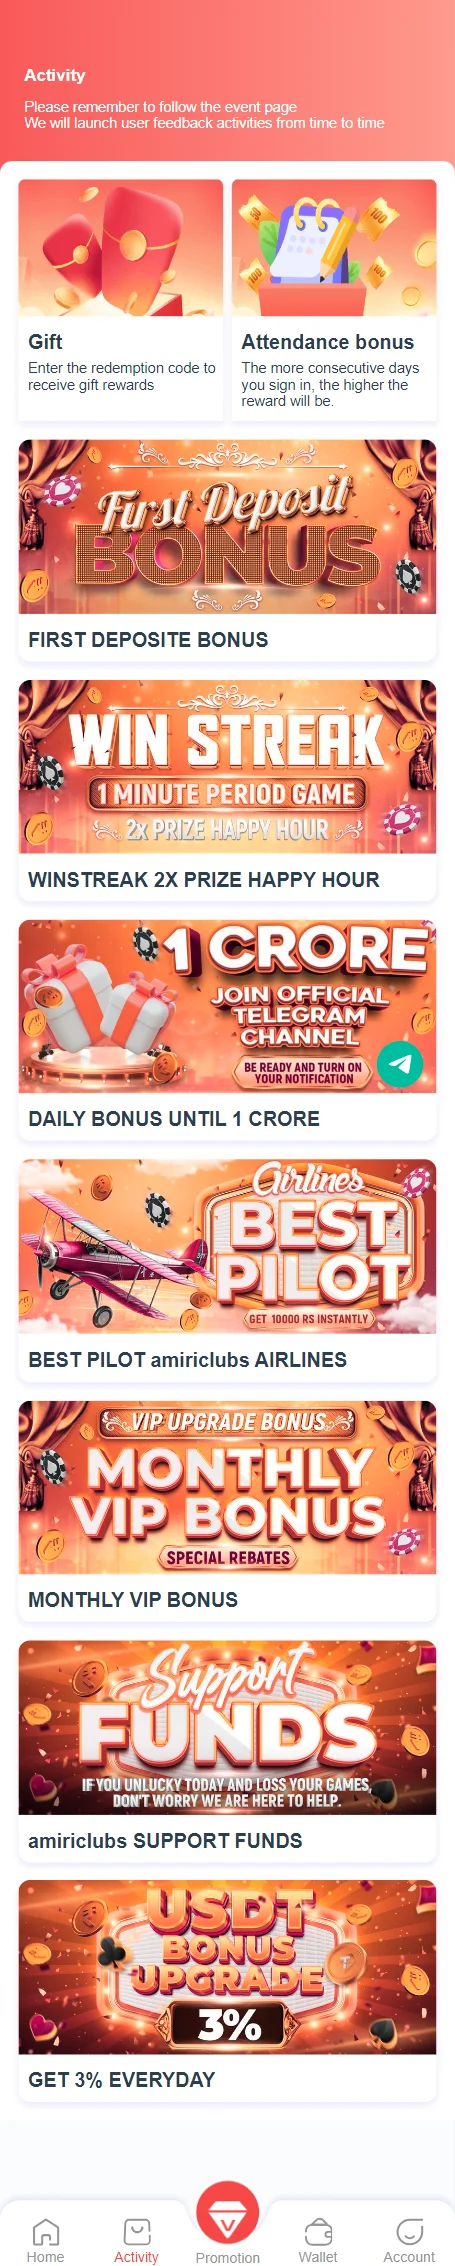 Activity
Please remember to follow the event page
We will launch user feedback activities from time to time
Gift
Enter the redemption code to
receive gift rewards
50
100
100
100
Attendance bonus
The more consecutive days
you sign in, the higher the
reward will be.
First Deposit
BONUS
FIRST DEPOSITE BONUS
WIN STREAK
1 MINUTE PERIOD GAME
2x PRIZE HAPPY HOUR
WINSTREAK 2X PRIZE HAPPY HOUR
1 CRORE
JOIN OFFICIAL
TELEGRAM
CHANNEL
BE READY AND TURN ON
YOUR NOTIFICATION
DAILY BONUS UNTIL 1 CRORE
Airlines
BEST
PILOT
GET 10000 RS INSTANTLY
BEST PILOT amiriclubs AIRLINES
VIP UPGRADE BONUS
MONTHLY
VIP BONUS
SPECIAL REBATES
MONTHLY VIP BONUS
Support
FUNDS
IF YOU UNLUCKY TODAY AND LOSS YOUR GAMES,
DON'T WORRY WE ARE HERE TO HELP.
amiriclubs SUPPORT FUNDS
USDT
BONUS
UPGRADE
3%
GET 3% EVERYDAY
Home
Activity
Promotion
Wallet
Account